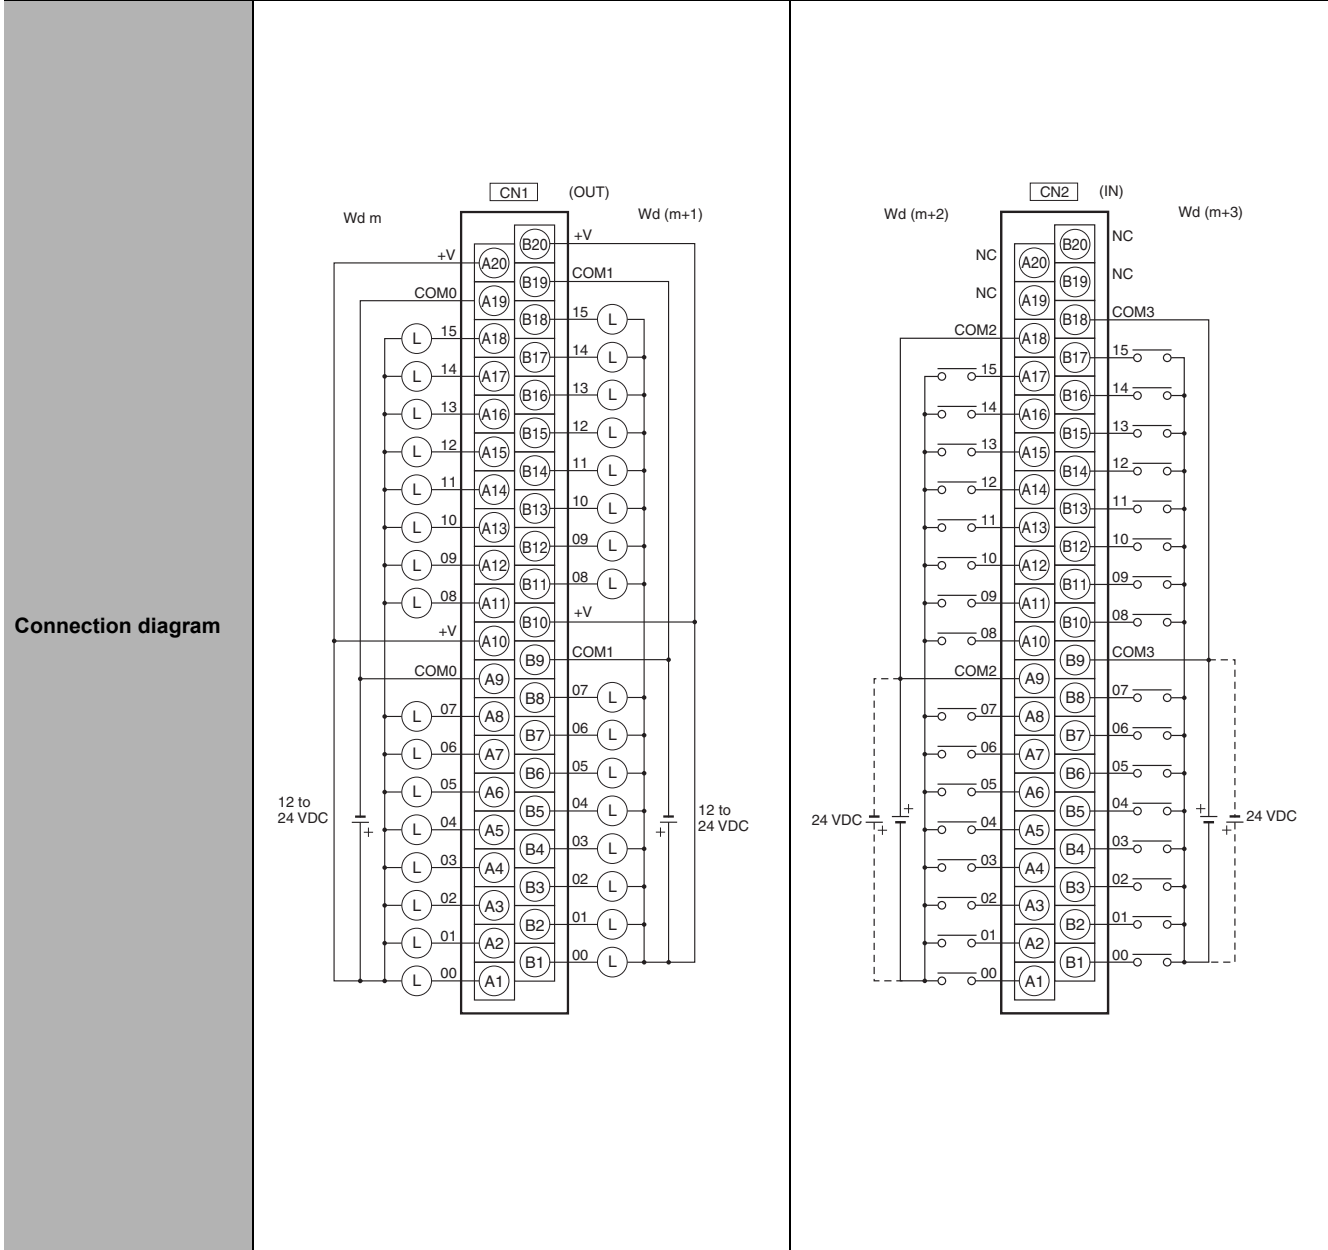 Connection diagram
CN1 (OUT)
Wd m
Wd (m+1)
B20 +V
+V A20
B19 COM1
COM0 A19
B18 15 L
L 15 A18
B17 14 L
L 14 A17
B16 13 L
L 13 A16
B15 12 L
L 12 A15
B14 11 L
L 11 A14
B13 10 L
L 10 A13
B12 09 L
L 09 A12
B11 08 L
L 08 A11
B10 +V
+V A10
B9 COM1
COM0 A9
B8 07 L
L 07 A8
B7 06 L
L 06 A7
B6 05 L
L 05 A6
B5 04 L
L 04 A5
B4 03 L
L 03 A4
B3 02 L
L 02 A3
B2 01 L
L 01 A2
B1 00 L
L 00 A1
12 to
24 VDC
+
12 to
24 VDC
+
CN2 (IN)
Wd (m+2)
Wd (m+3)
B20 NC
NC A20
B19 NC
NC A19
B18 COM3
COM2 A18
B17 15
15 A17
B16 14
14 A16
B15 13
13 A15
B14 12
12 A14
B13 11
11 A13
B12 10
10 A12
B11 09
09 A11
B10 08
08 A10
B9 COM3
COM2 A9
B8 07
07 A8
B7 06
06 A7
B6 05
05 A6
B5 04
04 A5
B4 03
03 A4
B3 02
02 A3
B2 01
01 A2
B1 00
00 A1
24 VDC + +
+ + 24 VDC